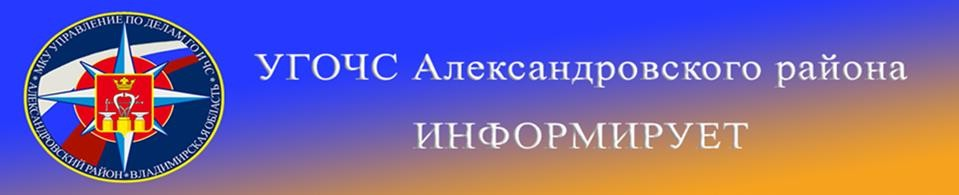 МКУ УПРАВЛЕНИЕ ПО ДЕЛАМ ГО И ЧС
АЛЕКСАНДРОВСКИЙ РАЙОН • ВЛАДИМИРСКАЯ ОБЛАСТЬ
УГОЧС Александровского района
ИНФОРМИРУЕТ